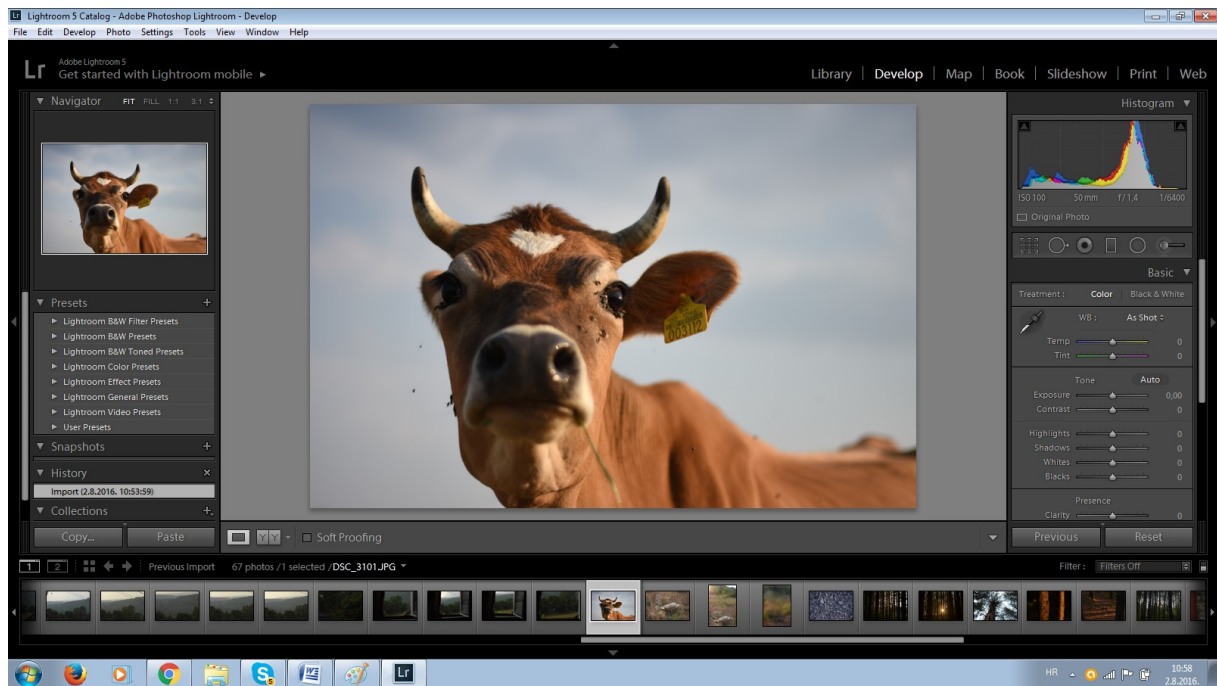 Lightroom 5 Catalog - Adobe Photoshop Lightroom - Develop
File Edit Develop Photo Settings Tools View Window Help
Lr
Adobe Lightroom 5
Get started with Lightroom mobile
Library | Develop | Map | Book | Slideshow | Print | Web
Navigator FIT FILL 1:1 3:1
Presets
Lightroom B&W Filter Presets
Lightroom B&W Presets
Lightroom B&W Toned Presets
Lightroom Color Presets
Lightroom Effect Presets
Lightroom General Presets
Lightroom Video Presets
User Presets
Snapshots
History
Import (2.8.2016. 10:53:59)
Collections
Copy... Paste
003112
Y Y Soft Proofing
Histogram
ISO 100 50 mm f / 1,4 1/6400
Original Photo
Basic
Treatment : Color Black & White
WB : As Shot
Temp 0
Tint 0
Tone Auto
Exposure 0,00
Contrast 0
Highlights 0
Shadows 0
Whites 0
Blacks 0
Presence
Clarity 0
Previous Reset
1 2 Previous Import 67 photos /1 selected /DSC_3101.JPG Filter : Filters Off
Lr
HR 10:58
2.8.2016.